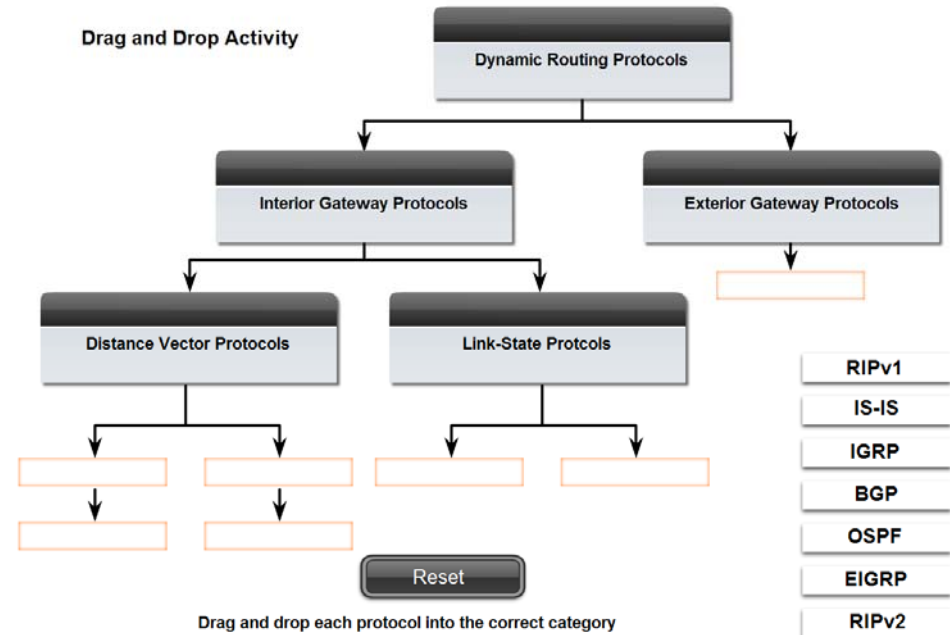 Drag and Drop Activity
Dynamic Routing Protocols
Interior Gateway Protocols
Exterior Gateway Protocols
Distance Vector Protocols
Link-State Protcols
RIPv1
IS-IS
IGRP
BGP
OSPF
EIGRP
RIPv2
Reset
Drag and drop each protocol into the correct category